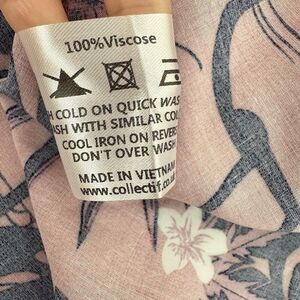 100%Viscose
H COLD ON QUICK WAS
SH WITH SIMILAR COL
COOL IRON ON REVERS
DON'T OVER WASH
MADE IN VIETNAM
www.collectif.co.u